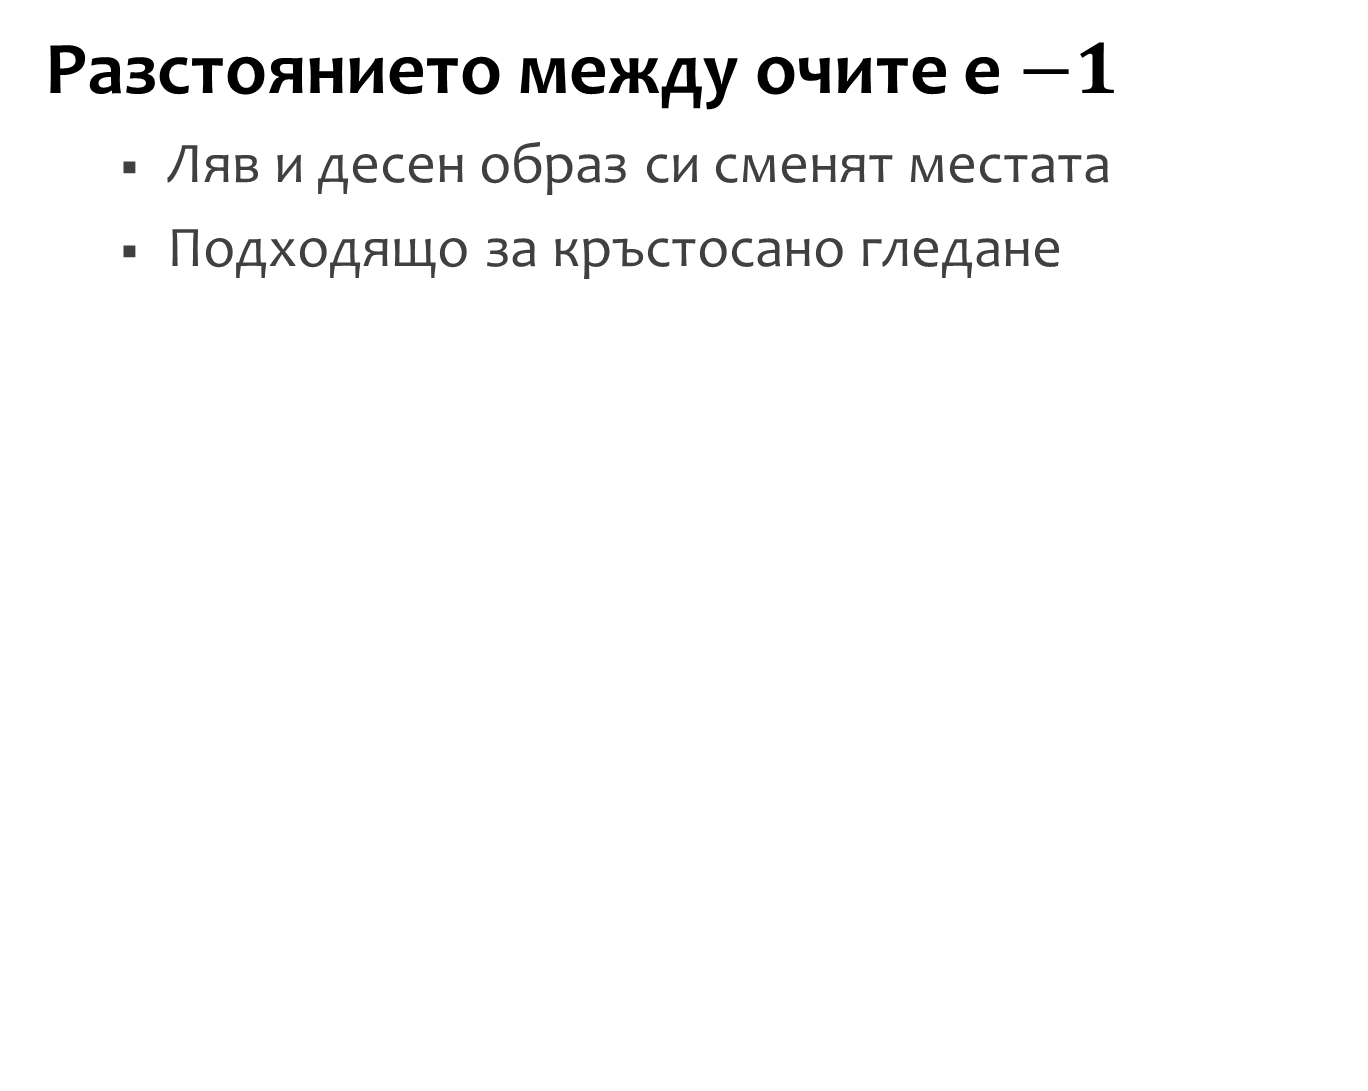 Разстоянието между очите е −1
▪ Ляв и десен образ си сменят местата
▪ Подходящо за кръстосано гледане